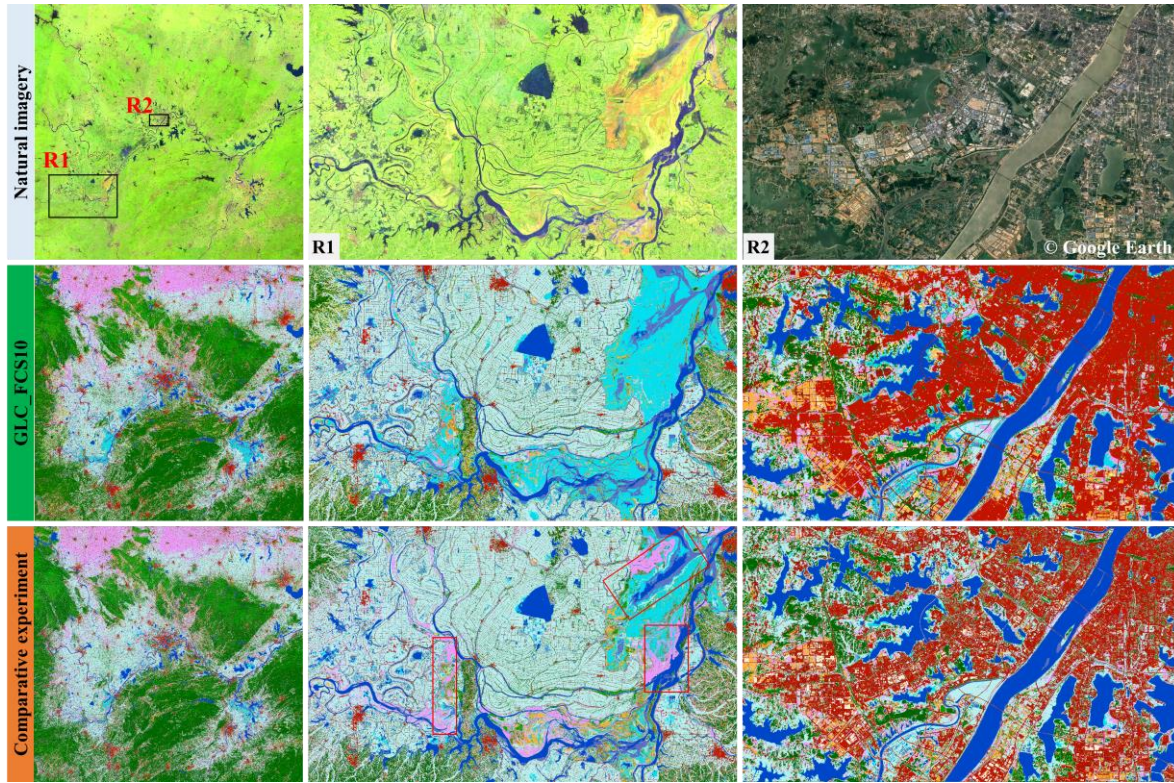 Natural imagery
R2
R1
R1
R2
© Google Earth
GLC_FCS10
Comparative experiment